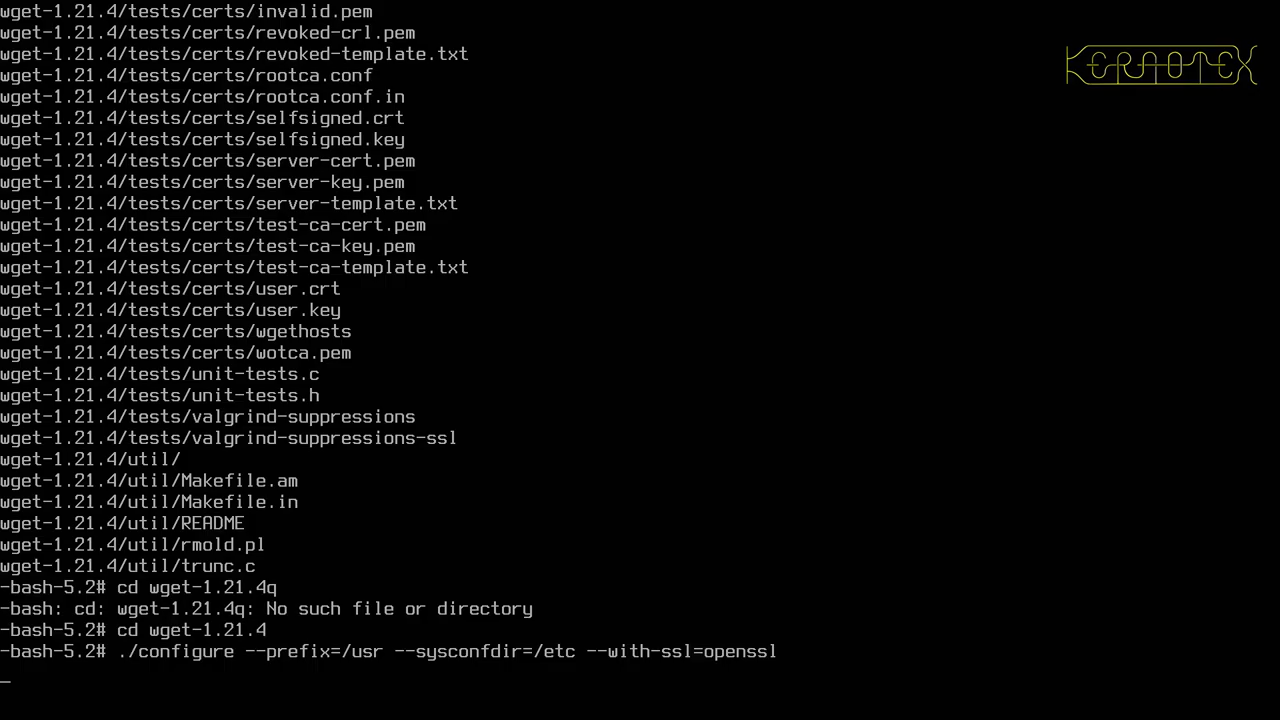 wget-1.21.4/tests/certs/invalid.pem
wget-1.21.4/tests/certs/revoked-crl.pem
wget-1.21.4/tests/certs/revoked-template.txt
wget-1.21.4/tests/certs/rootca.conf
wget-1.21.4/tests/certs/rootca.conf.in
wget-1.21.4/tests/certs/selfsigned.crt
wget-1.21.4/tests/certs/selfsigned.key
wget-1.21.4/tests/certs/server-cert.pem
wget-1.21.4/tests/certs/server-key.pem
wget-1.21.4/tests/certs/server-template.txt
wget-1.21.4/tests/certs/test-ca-cert.pem
wget-1.21.4/tests/certs/test-ca-key.pem
wget-1.21.4/tests/certs/test-ca-template.txt
wget-1.21.4/tests/certs/user.crt
wget-1.21.4/tests/certs/user.key
wget-1.21.4/tests/certs/wgethosts
wget-1.21.4/tests/certs/wotca.pem
wget-1.21.4/tests/unit-tests.c
wget-1.21.4/tests/unit-tests.h
wget-1.21.4/tests/valgrind-suppressions
wget-1.21.4/tests/valgrind-suppressions-ssl
wget-1.21.4/util/
wget-1.21.4/util/Makefile.am
wget-1.21.4/util/Makefile.in
wget-1.21.4/util/README
wget-1.21.4/util/rmold.pl
wget-1.21.4/util/trunc.c
-bash-5.2# cd wget-1.21.4q
-bash: cd: wget-1.21.4q: No such file or directory
-bash-5.2# cd wget-1.21.4
-bash-5.2# ./configure --prefix=/usr --sysconfdir=/etc --with-ssl=openssl
_